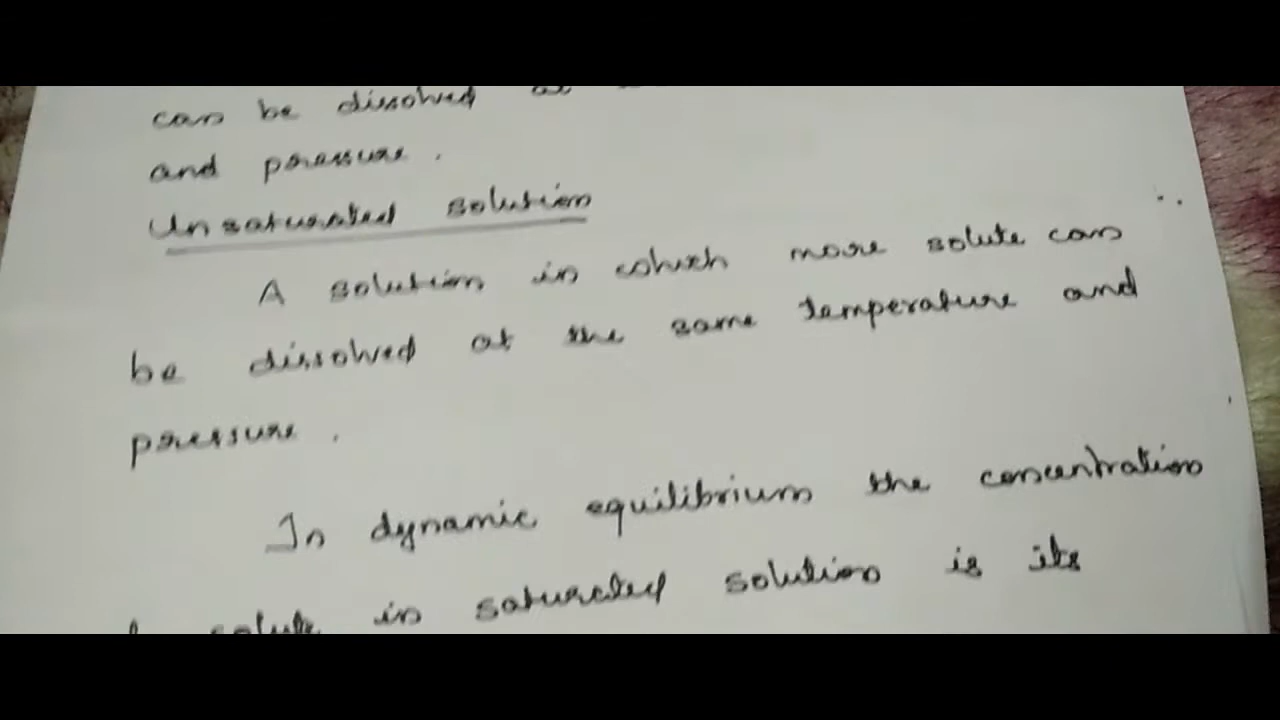 can be dissolved at
and pressure.
Unsaturated solution
A solution in which more solute can
be dissolved at the same temperature and
pressure.
In dynamic equilibrium the concentration
solute in saturated solution is its